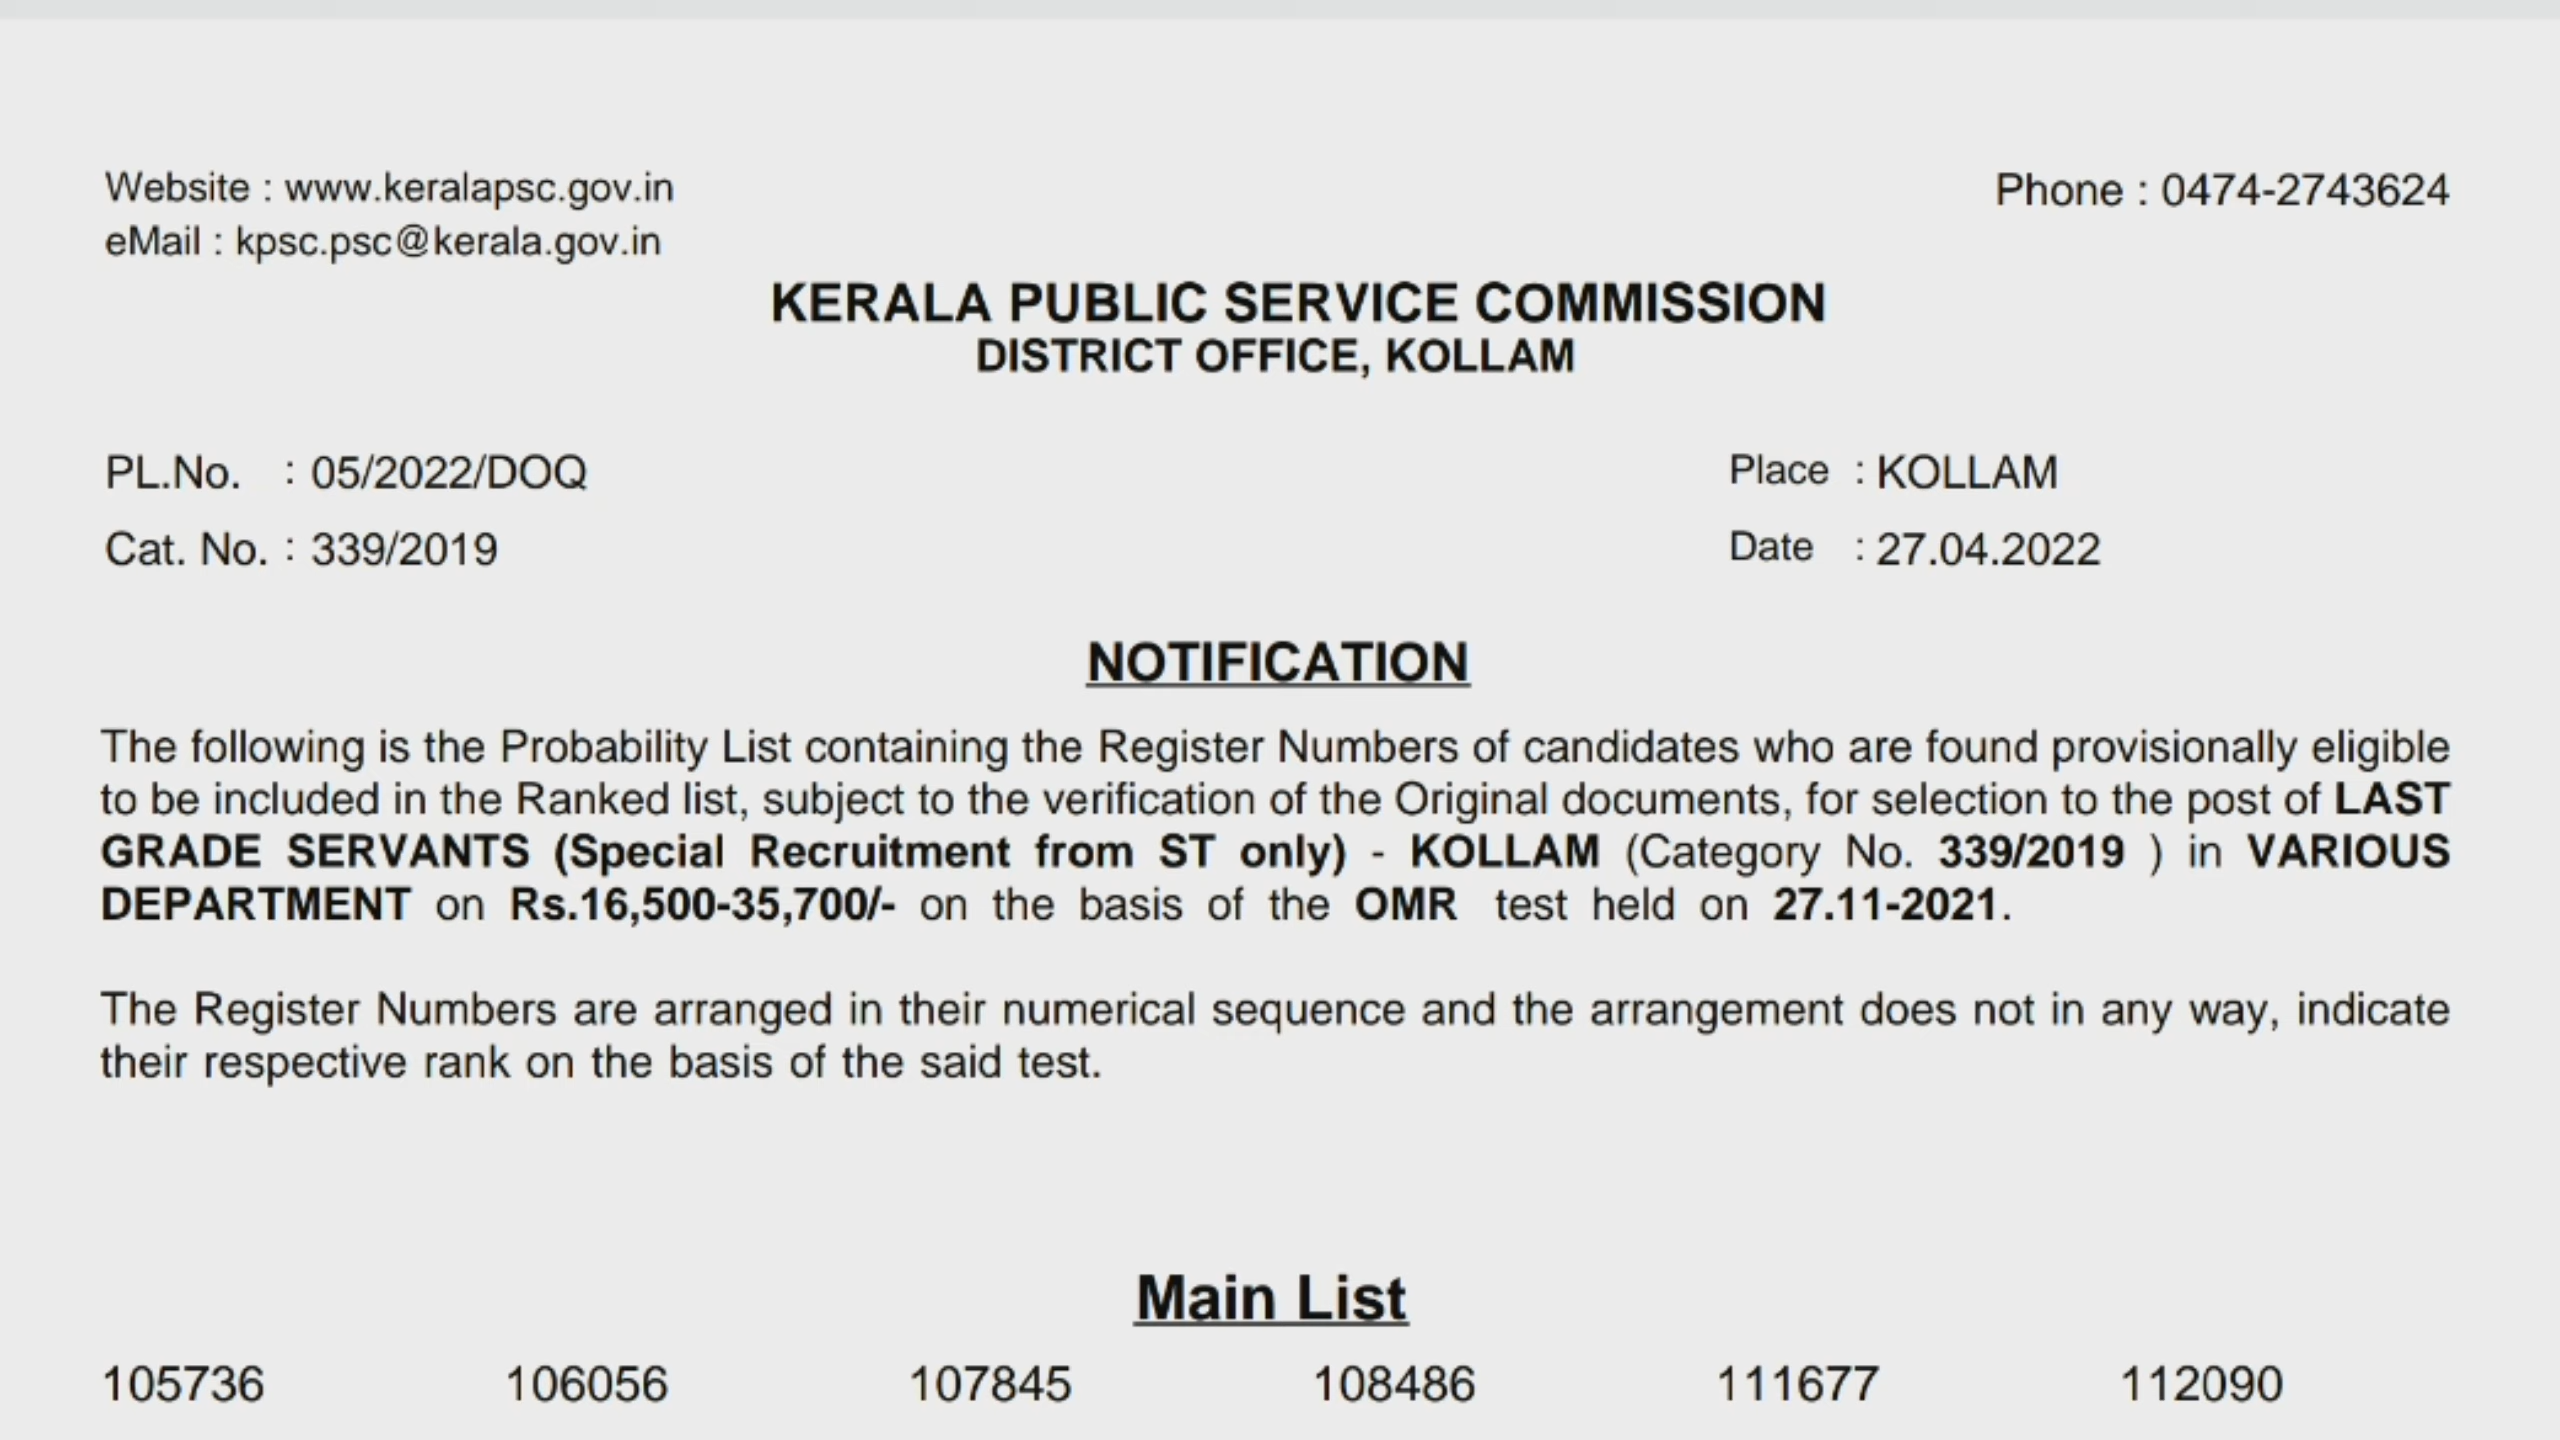 Website : www.keralapsc.gov.in
Phone : 0474-2743624
eMail : kpsc.psc@kerala.gov.in
KERALA PUBLIC SERVICE COMMISSION
DISTRICT OFFICE, KOLLAM
PL.No. : 05/2022/DOQ
Place : KOLLAM
Cat. No. : 339/2019
Date : 27.04.2022
NOTIFICATION
The following is the Probability List containing the Register Numbers of candidates who are found provisionally eligible
to be included in the Ranked list, subject to the verification of the Original documents, for selection to the post of LAST
GRADE SERVANTS (Special Recruitment from ST only) - KOLLAM (Category No. 339/2019 ) in VARIOUS
DEPARTMENT on Rs.16,500-35,700/- on the basis of the OMR test held on 27.11-2021.
The Register Numbers are arranged in their numerical sequence and the arrangement does not in any way, indicate
their respective rank on the basis of the said test.
Main List
105736 106056 107845 108486 111677 112090